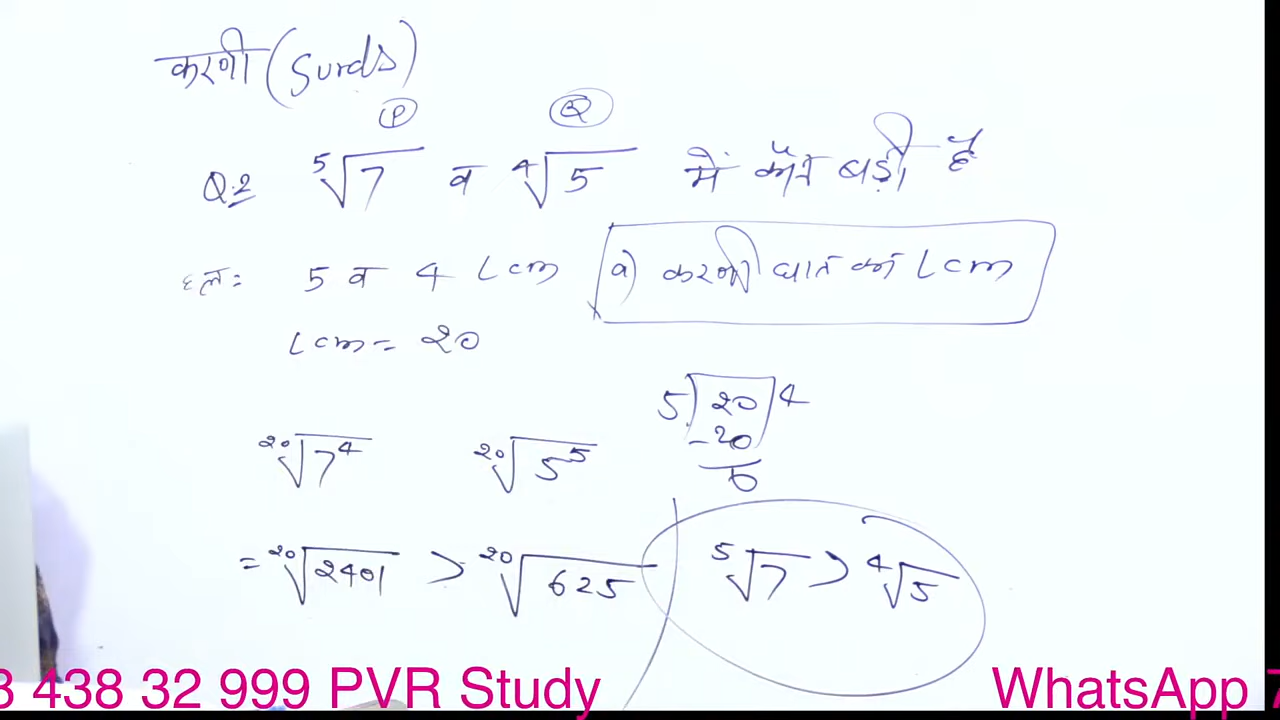 करणी (Surds)
P Q
Q.2 ⁵√7 व ⁴√5 में कौन बड़ी है
हलः 5 व 4 Lcm a) करणी घात का Lcm
Lcm = 20
5) 20 (4
-20
0
²⁰√7⁴ ²⁰√5⁵
= ²⁰√2401 > ²⁰√625 ⁵√7 > ⁴√5
3 438 32 999 PVR Study WhatsApp 7